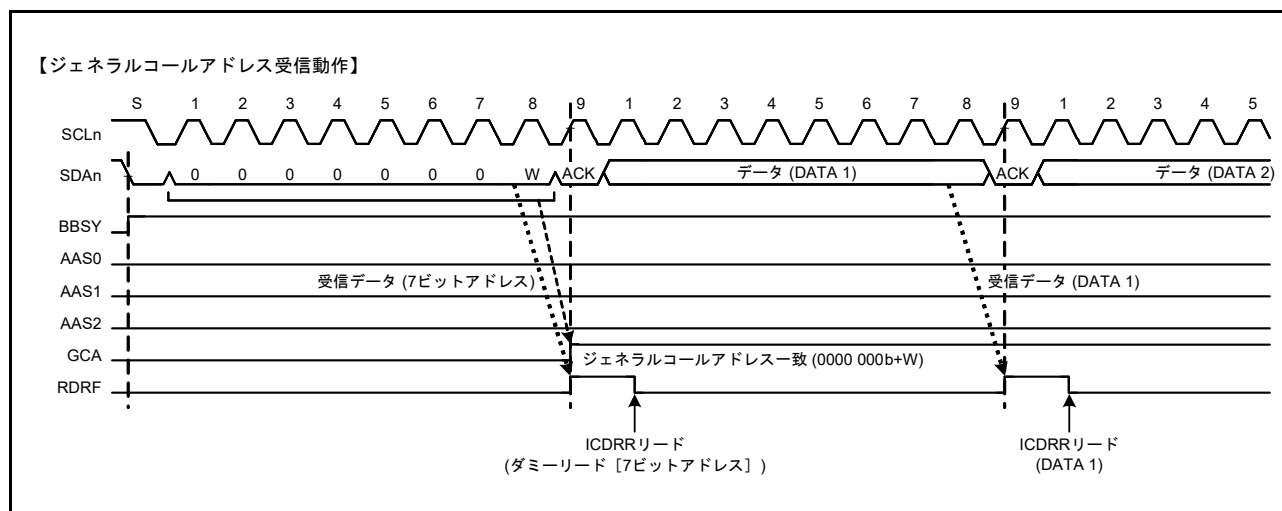 【ジェネラルコールアドレス受信動作】
S 1 2 3 4 5 6 7 8 9 1 2 3 4 5 6 7 8 9 1 2 3 4 5
SCLn
SDAn 0 0 0 0 0 0 0 W ACK データ (DATA 1) ACK データ (DATA 2)
BBSY
AAS0
受信データ (7ビットアドレス) 受信データ (DATA 1)
AAS1
AAS2
GCA ジェネラルコールアドレス一致 (0000 000b+W)
RDRF
ICDRRリード ICDRRリード
(ダミーリード [7ビットアドレス] ) (DATA 1)